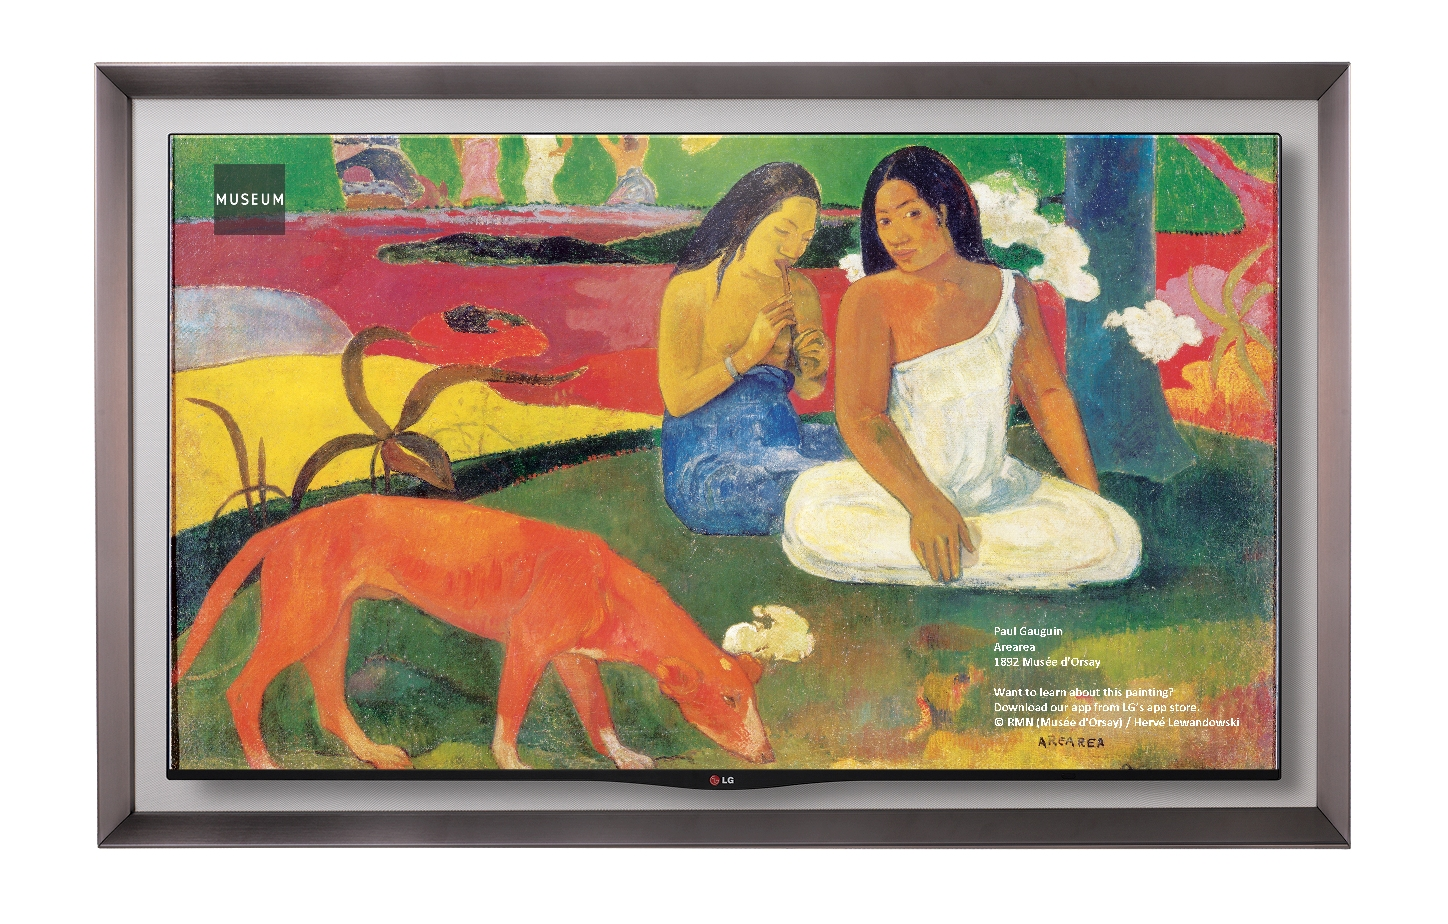 MUSEUM
Paul Gauguin
Arearea
1892 Musée d'Orsay
Want to learn about this painting?
Download our app from LG's app store.
© RMN (Musée d'Orsay) / Hervé Lewandowski
AREAREA
LG